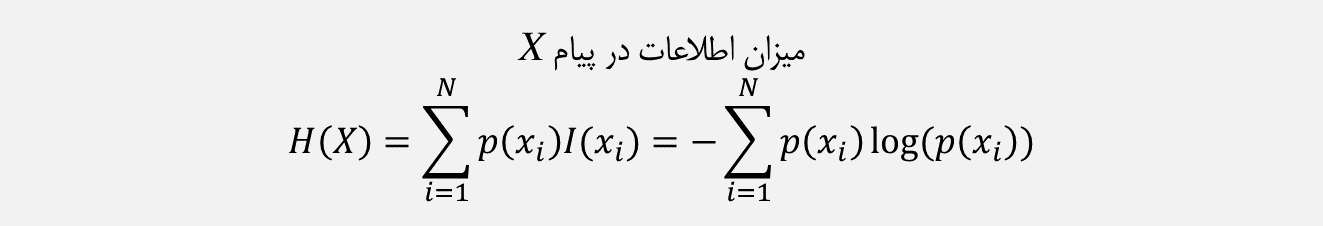 میزان اطلاعات در پیام X
H(X) = ∑_{i=1}^{N} p(x_i)I(x_i) = −∑_{i=1}^{N} p(x_i) log(p(x_i))